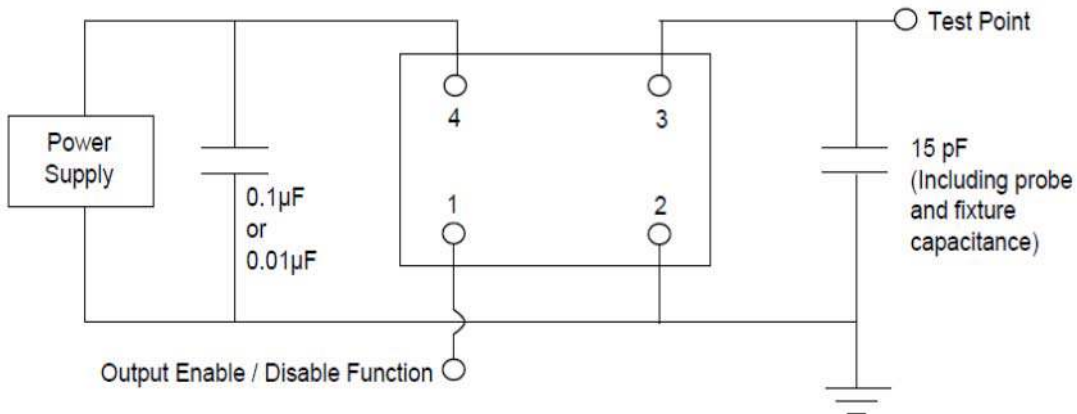 Test Point
4
3
Power
Supply
15 pF
(Including probe
and fixture
capacitance)
0.1µF
or
0.01µF
1
2
Output Enable / Disable Function